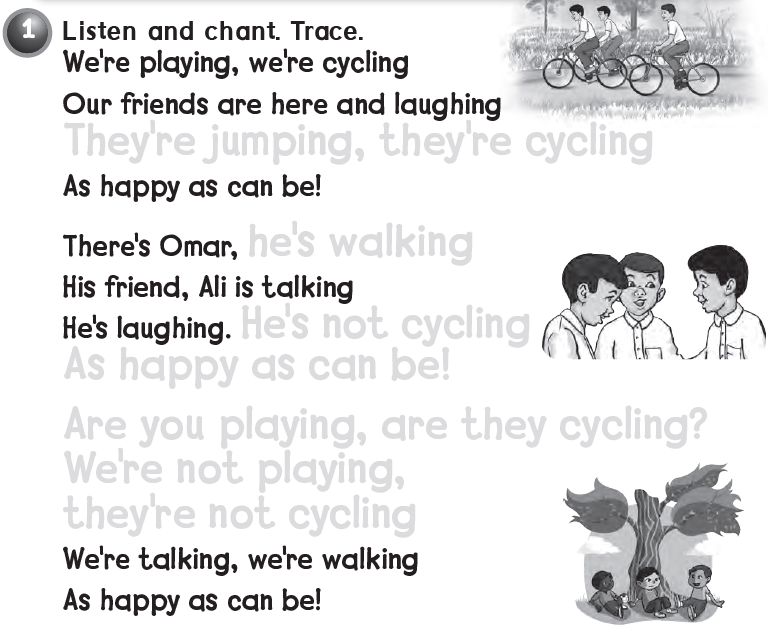 1 Listen and chant. Trace.
We're playing, we're cycling
Our friends are here and laughing
They're jumping, they're cycling
As happy as can be!
There's Omar, he's walking
His friend, Ali is talking
He's laughing. He's not cycling
As happy as can be!
Are you playing, are they cycling?
We're not playing,
they're not cycling
We're talking, we're walking
As happy as can be!